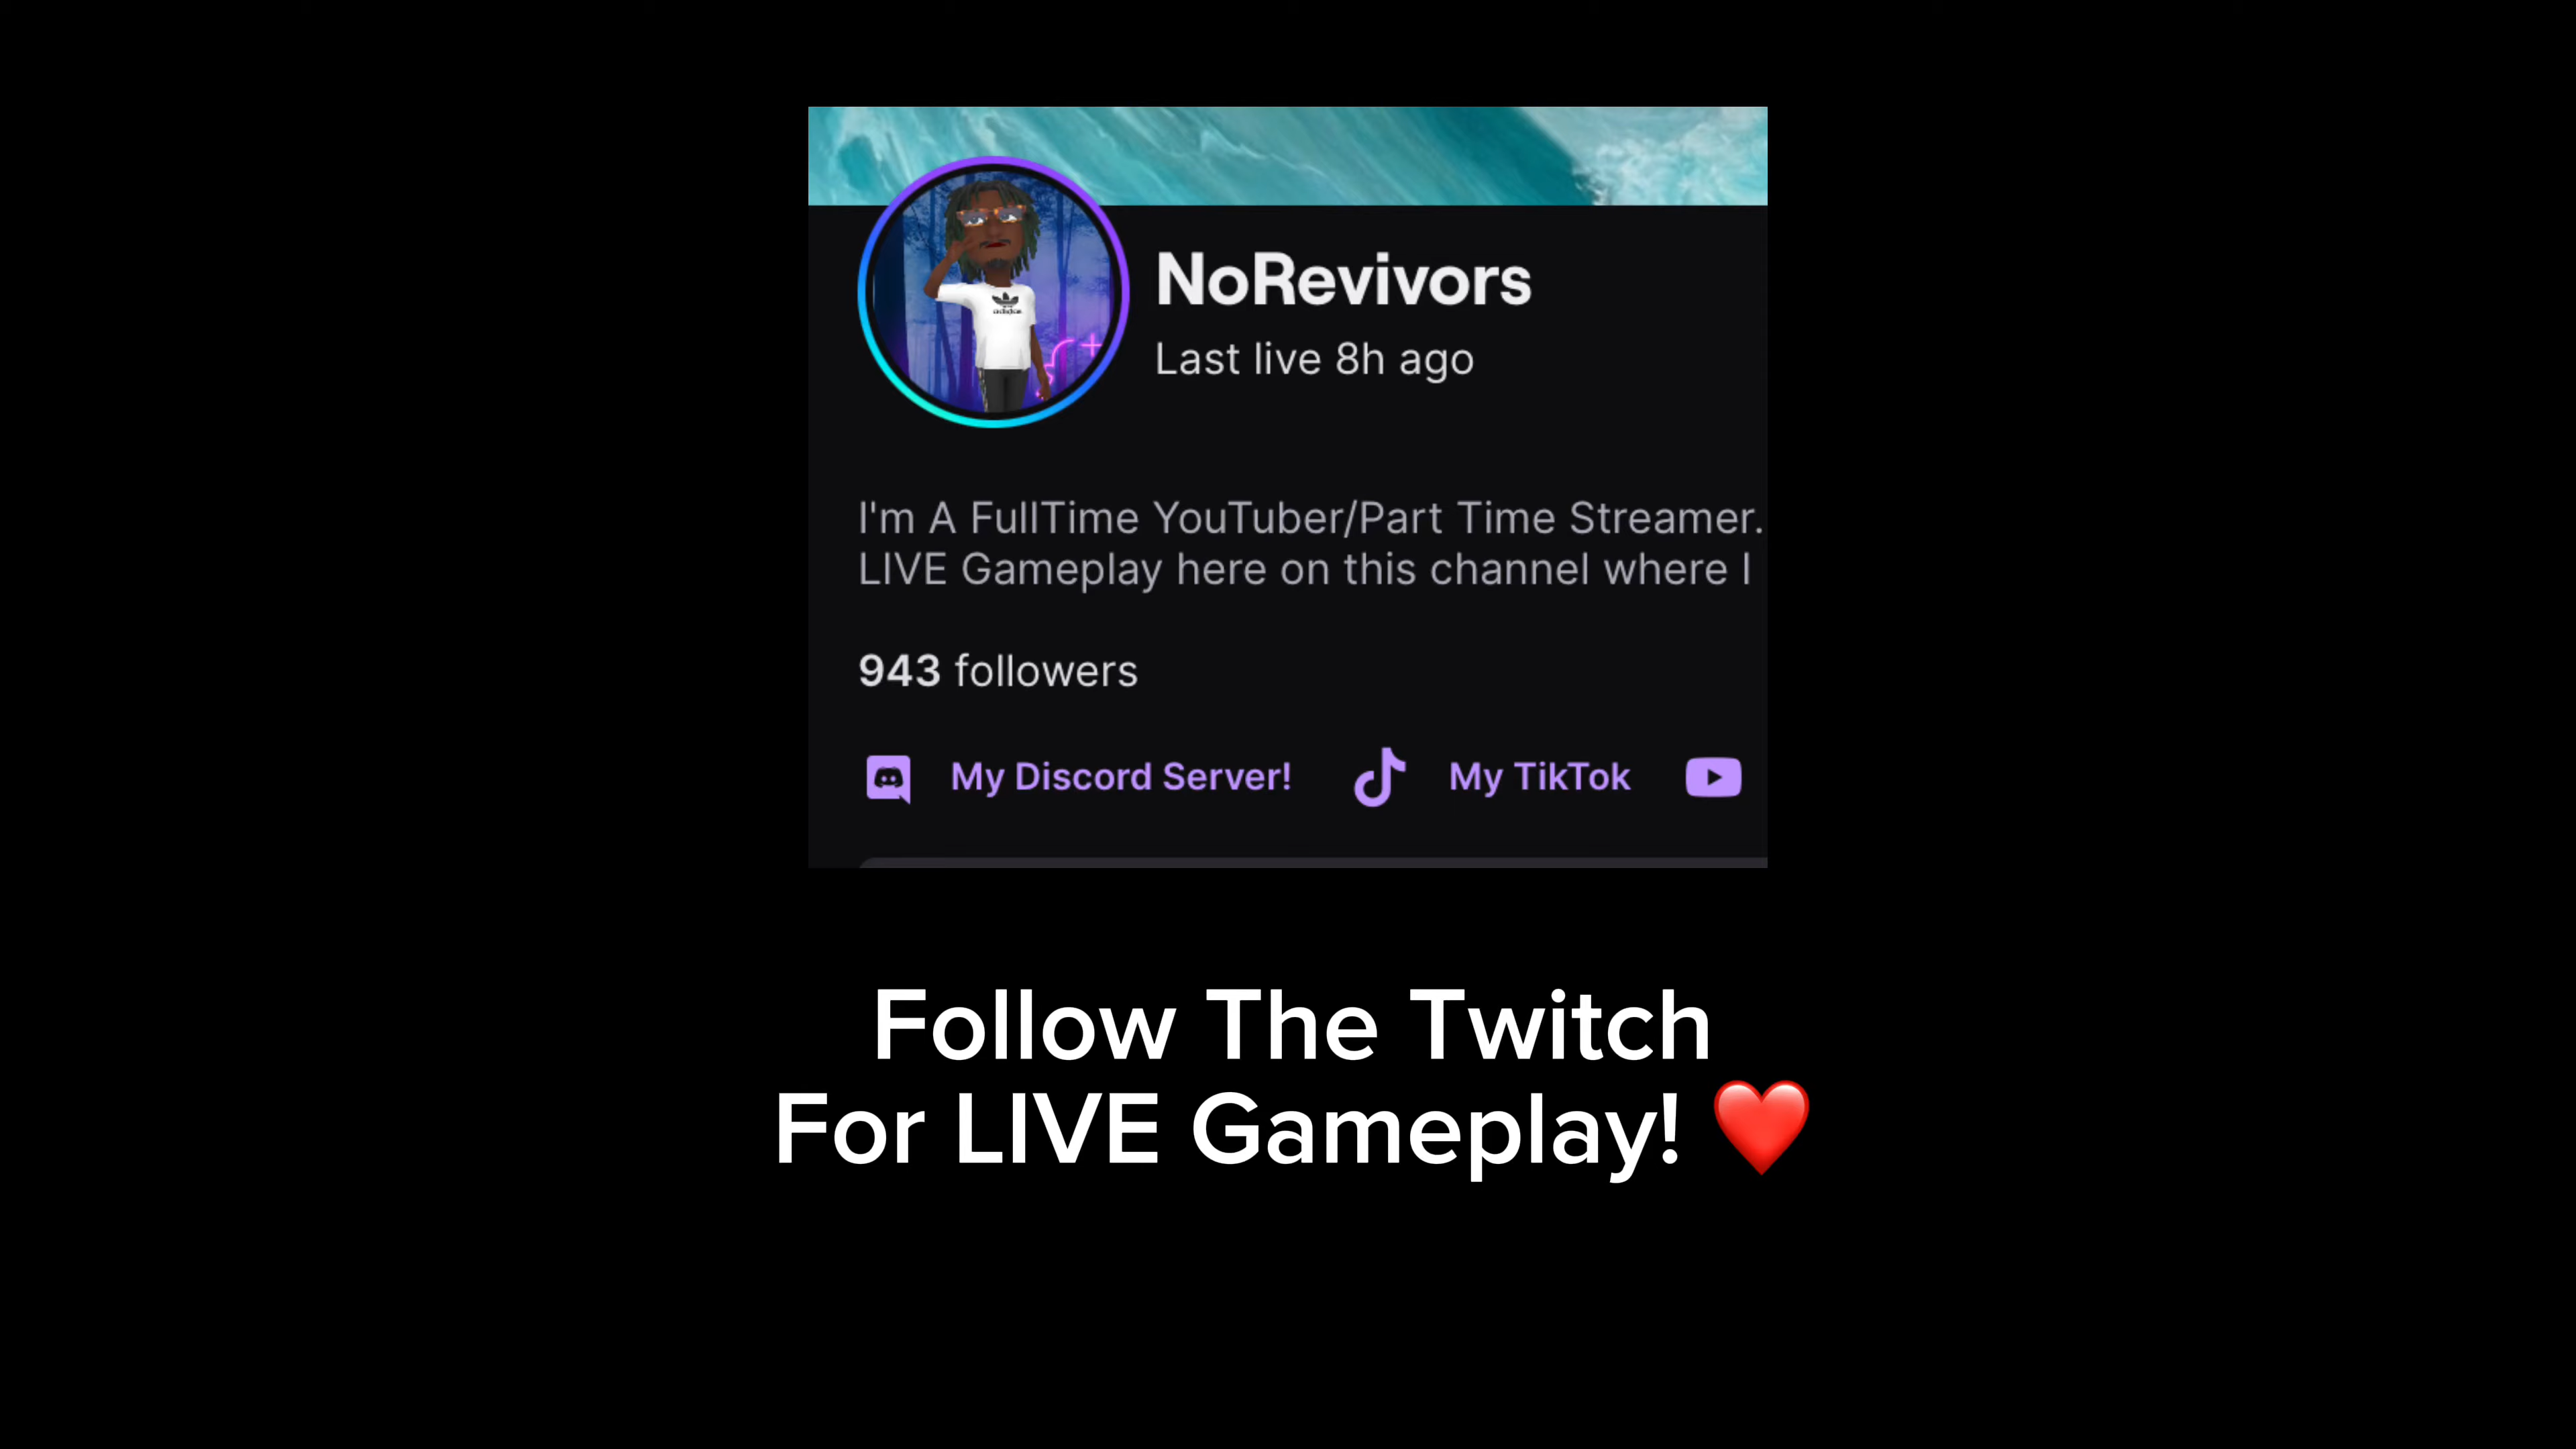 NoRevivors
Last live 8h ago
I'm A FullTime YouTuber/Part Time Streamer.
LIVE Gameplay here on this channel where I
943 followers
My Discord Server!
My TikTok
Follow The Twitch
For LIVE Gameplay! ❤️